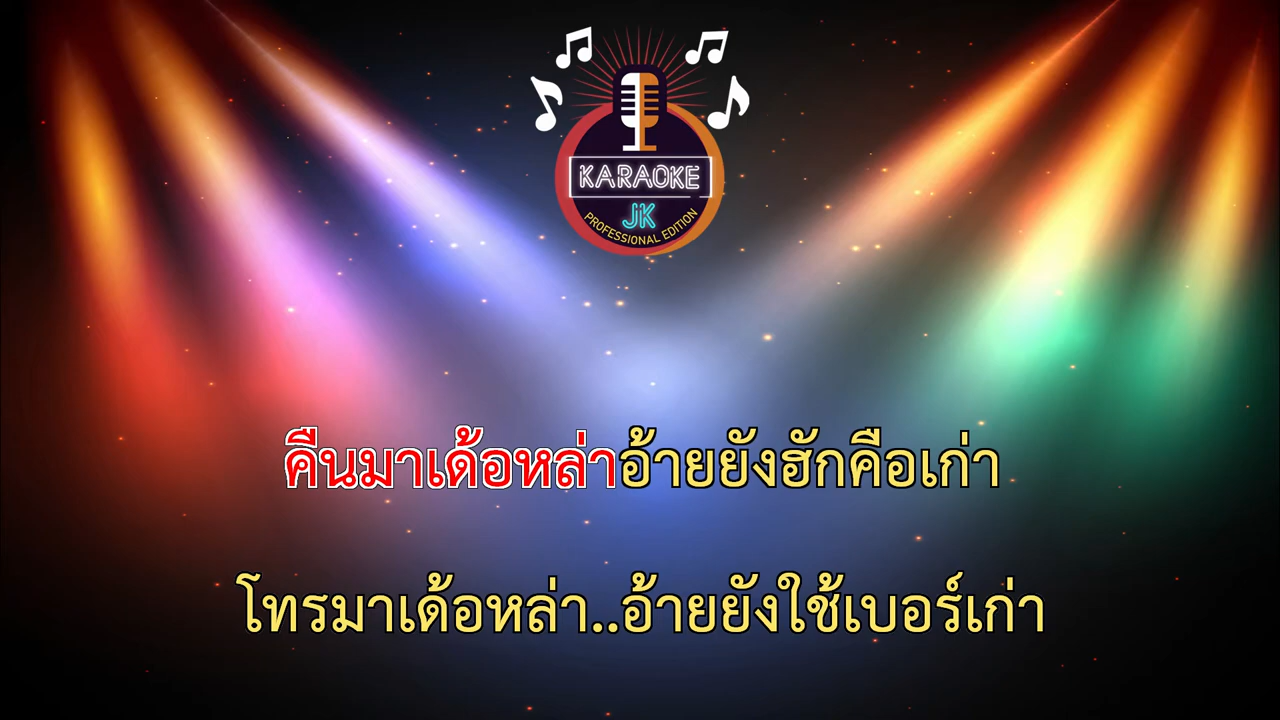 KARAOKE
JK
PROFESSIONAL EDITION
คืนมาเด้อหล่าอ้ายยังฮักคือเก่า
โทรมาเด้อหล่า..อ้ายยังใช้เบอร์เก่า